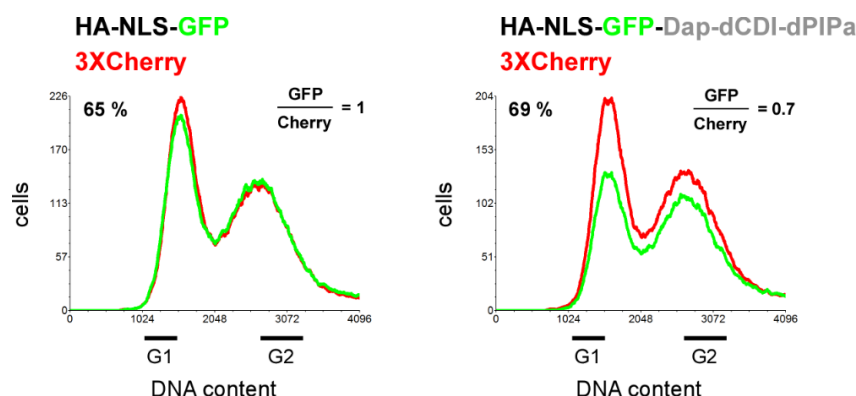 HA-NLS-GFP
3XCherry
226
170
113
57
0
cells
65 %
GFP
Cherry
= 1
0 1024 2048 3072 4096
G1 G2
DNA content
HA-NLS-GFP-Dap-dCDI-dPIPa
3XCherry
204
153
102
51
0
cells
69 %
GFP
Cherry
= 0.7
0 1024 2048 3072 4096
G1 G2
DNA content